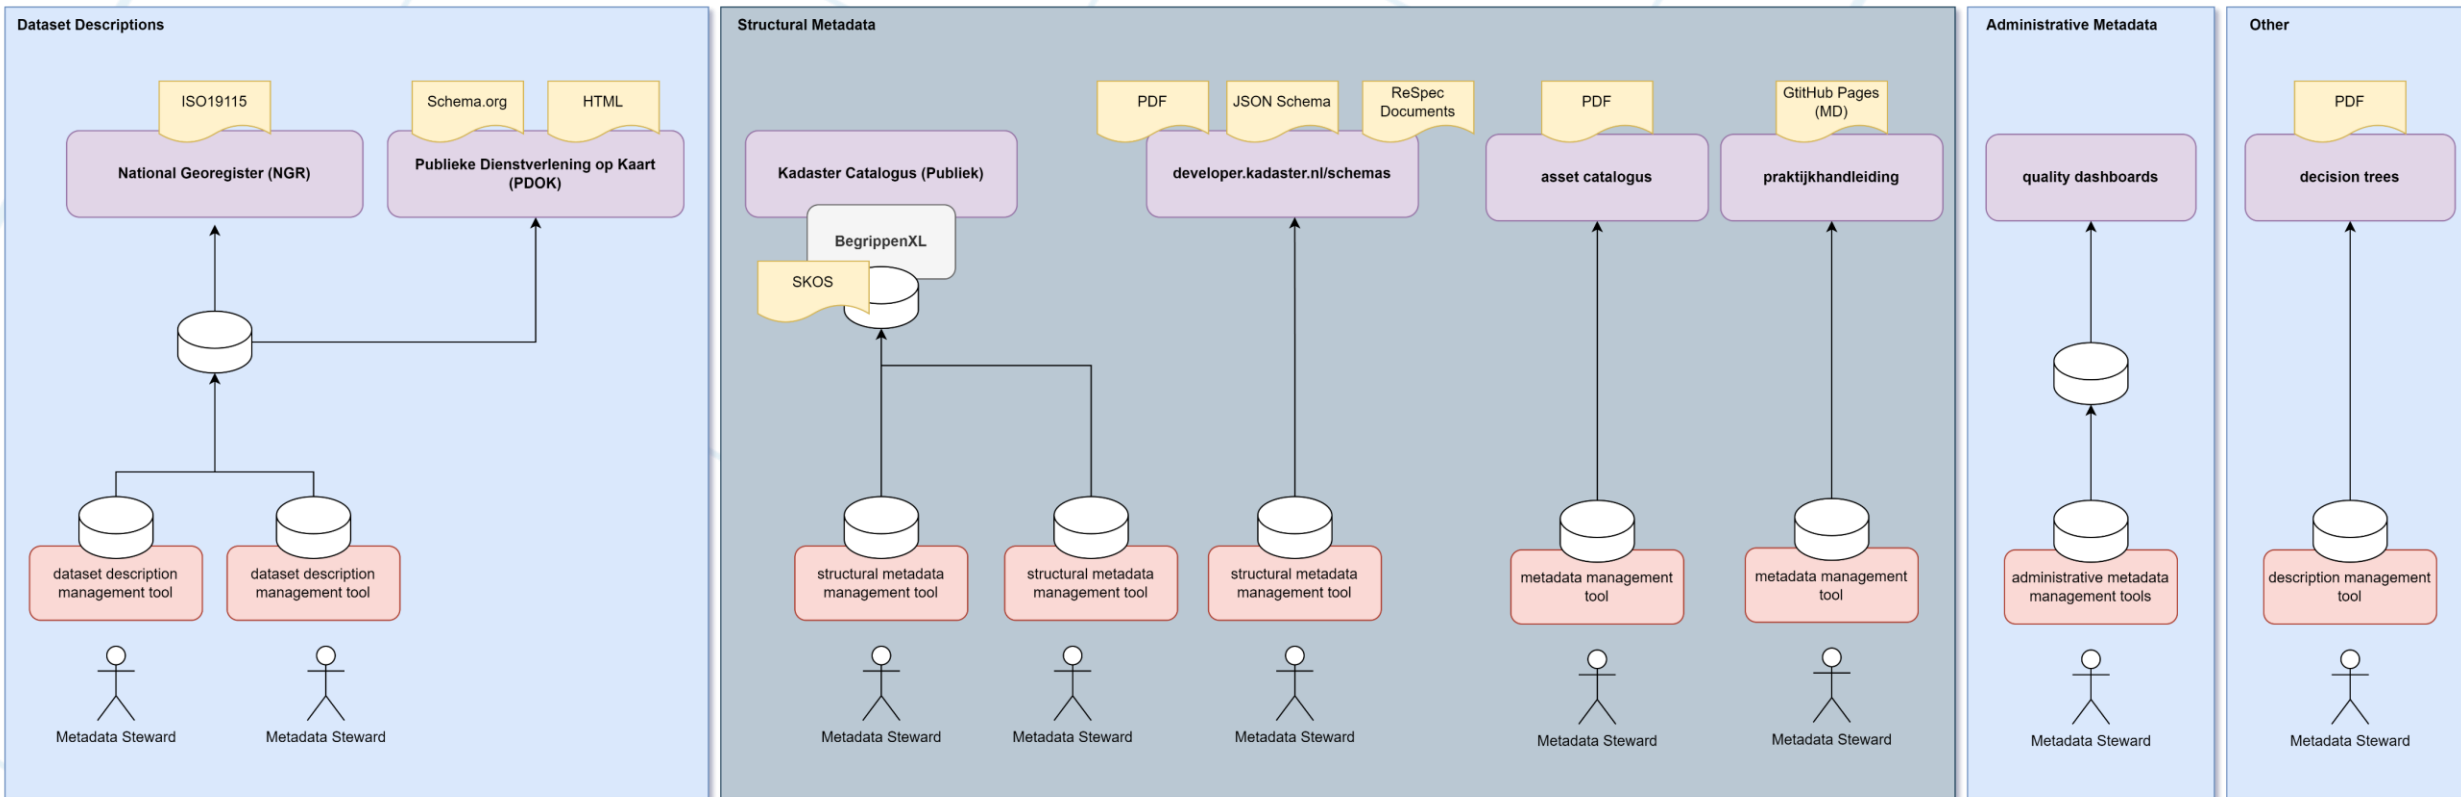 Dataset Descriptions
ISO19115
Schema.org
HTML
National Georegister (NGR)
Publieke Dienstverlening op Kaart
(PDOK)
dataset description
management tool
dataset description
management tool
Metadata Steward
Metadata Steward
Structural Metadata
PDF
JSON Schema
ReSpec
Documents
PDF
GtitHub Pages
(MD)
Kadaster Catalogus (Publiek)
developer.kadaster.nl/schemas
asset catalogus
praktijkhandleiding
BegrippenXL
SKOS
structural metadata
management tool
structural metadata
management tool
structural metadata
management tool
metadata management
tool
metadata management
tool
Metadata Steward
Metadata Steward
Metadata Steward
Metadata Steward
Metadata Steward
Administrative Metadata
quality dashboards
administrative metadata
management tools
Metadata Steward
Other
PDF
decision trees
description management
tool
Metadata Steward